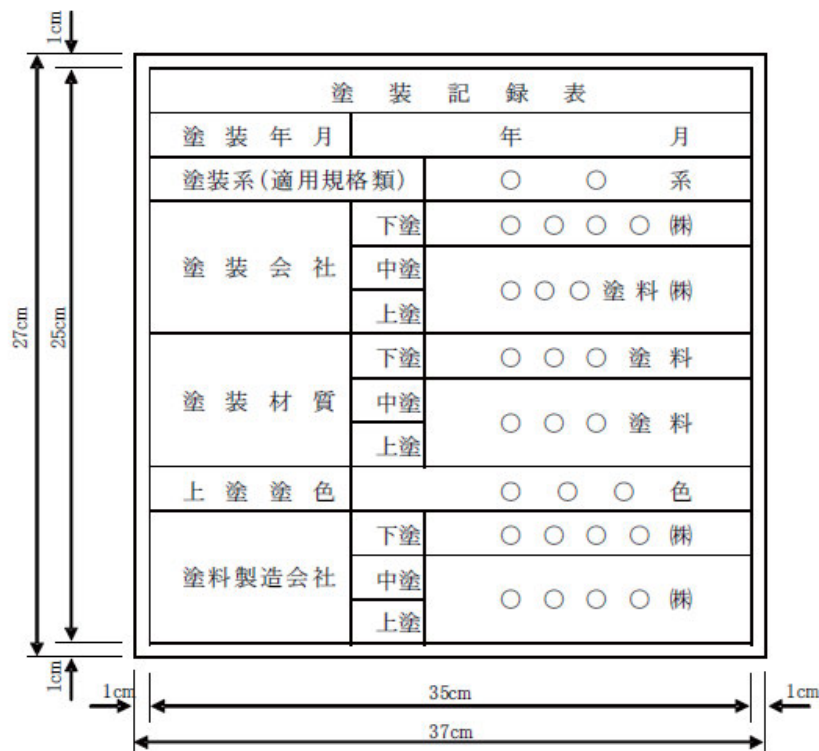 1cm
塗装記録表
塗装年月 年 月
塗装系(適用規格類) ○ ○ 系
塗装会社 下塗 ○ ○ ○ ○ ㈱
中塗
○ ○ ○ 塗 料 ㈱
上塗
27cm
25cm
塗装材質 下塗 ○ ○ ○ 塗 料
中塗
○ ○ ○ 塗 料
上塗
上塗塗色 ○ ○ ○ 色
塗料製造会社 下塗 ○ ○ ○ ○ ㈱
中塗
○ ○ ○ ○ ㈱
上塗
1cm
1cm 35cm 1cm
37cm